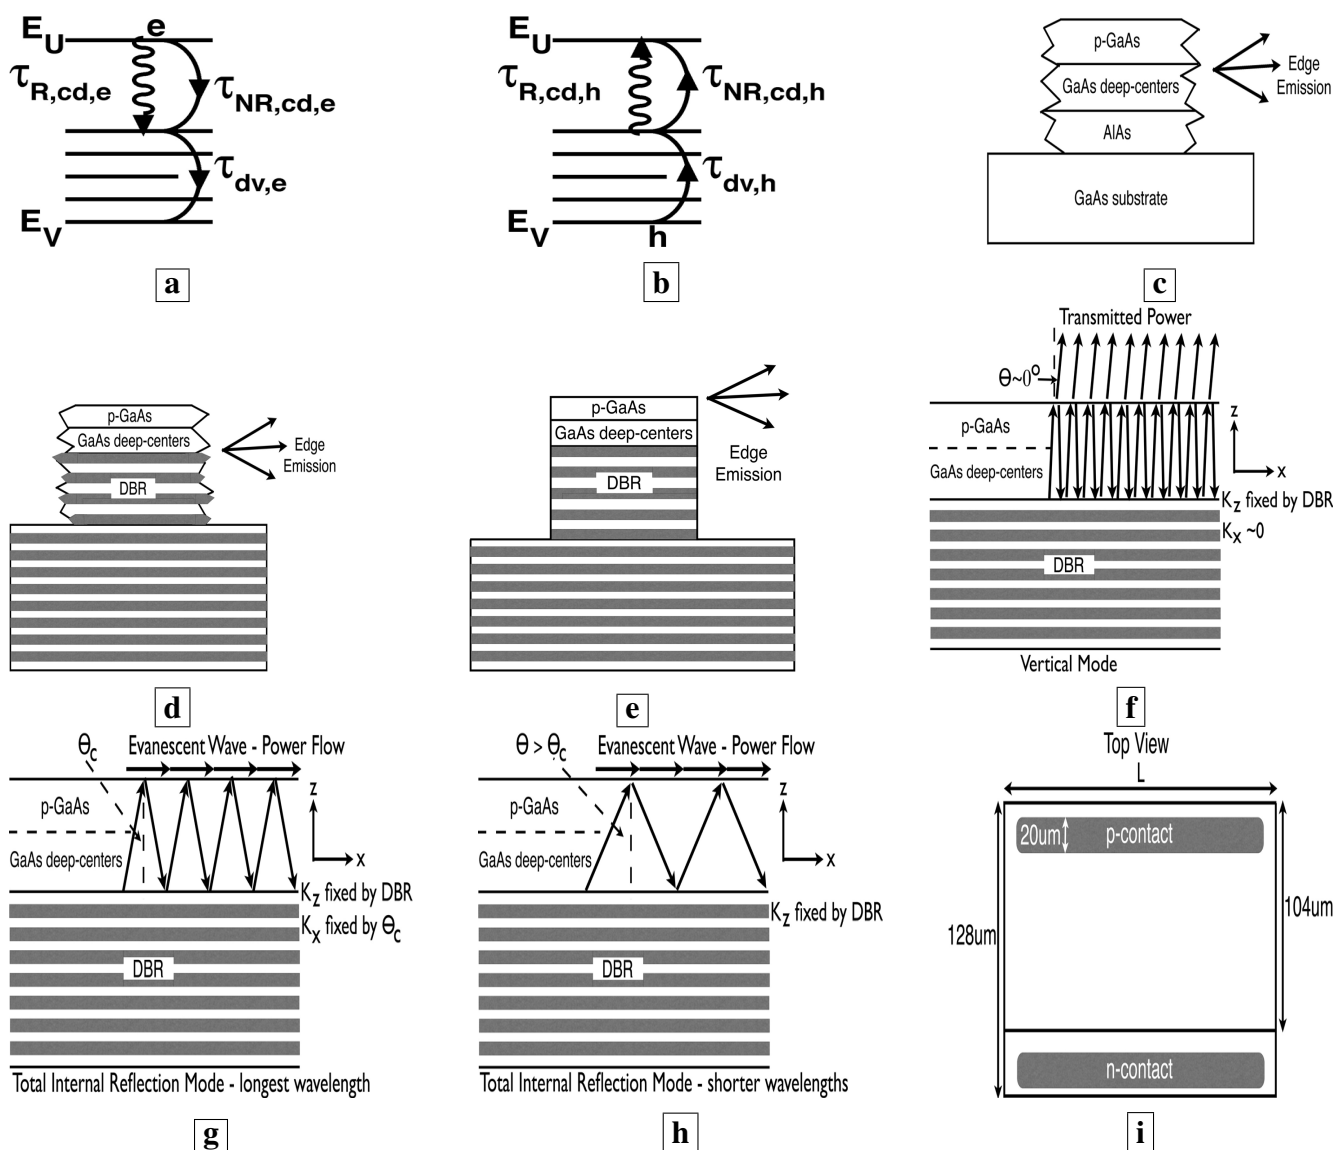 E_U
e
τ_R,cd,e
τ_NR,cd,e
τ_dv,e
E_V
a
E_U
τ_R,cd,h
τ_NR,cd,h
τ_dv,h
E_V
h
b
p-GaAs
GaAs deep-centers
AlAs
GaAs substrate
Edge
Emission
c
p-GaAs
GaAs deep-centers
DBR
Edge
Emission
d
p-GaAs
GaAs deep-centers
DBR
Edge
Emission
e
Transmitted Power
Θ~0°
p-GaAs
GaAs deep-centers
z
x
K_z fixed by DBR
K_x ~0
DBR
Vertical Mode
f
Θ_c
Evanescent Wave - Power Flow
p-GaAs
GaAs deep-centers
z
x
K_z fixed by DBR
K_x fixed by Θ_c
DBR
Total Internal Reflection Mode - longest wavelength
g
Θ > Θ_c
Evanescent Wave - Power Flow
p-GaAs
GaAs deep-centers
z
x
K_z fixed by DBR
DBR
Total Internal Reflection Mode - shorter wavelengths
h
Top View
L
20um
p-contact
104um
128um
n-contact
i